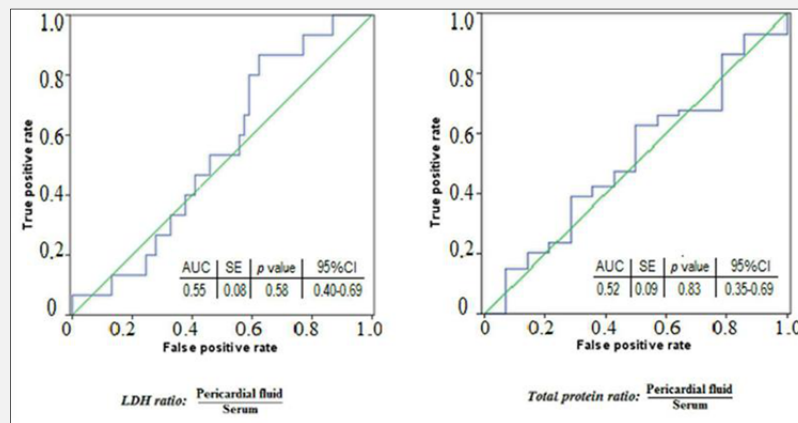 1.0
0.8
0.6
0.4
0.2
0
True positive rate
AUC SE p value 95%CI
0.55 0.08 0.58 0.40-0.69
0 0.2 0.4 0.6 0.8 1.0
False positive rate
LDH ratio: Pericardial fluid
Serum
1.0
0.8
0.6
0.4
0.2
0
True positive rate
AUC SE p value 95%CI
0.52 0.09 0.83 0.35-0.69
0 0.2 0.4 0.6 0.8 1.0
False positive rate
Total protein ratio: Pericardial fluid
Serum